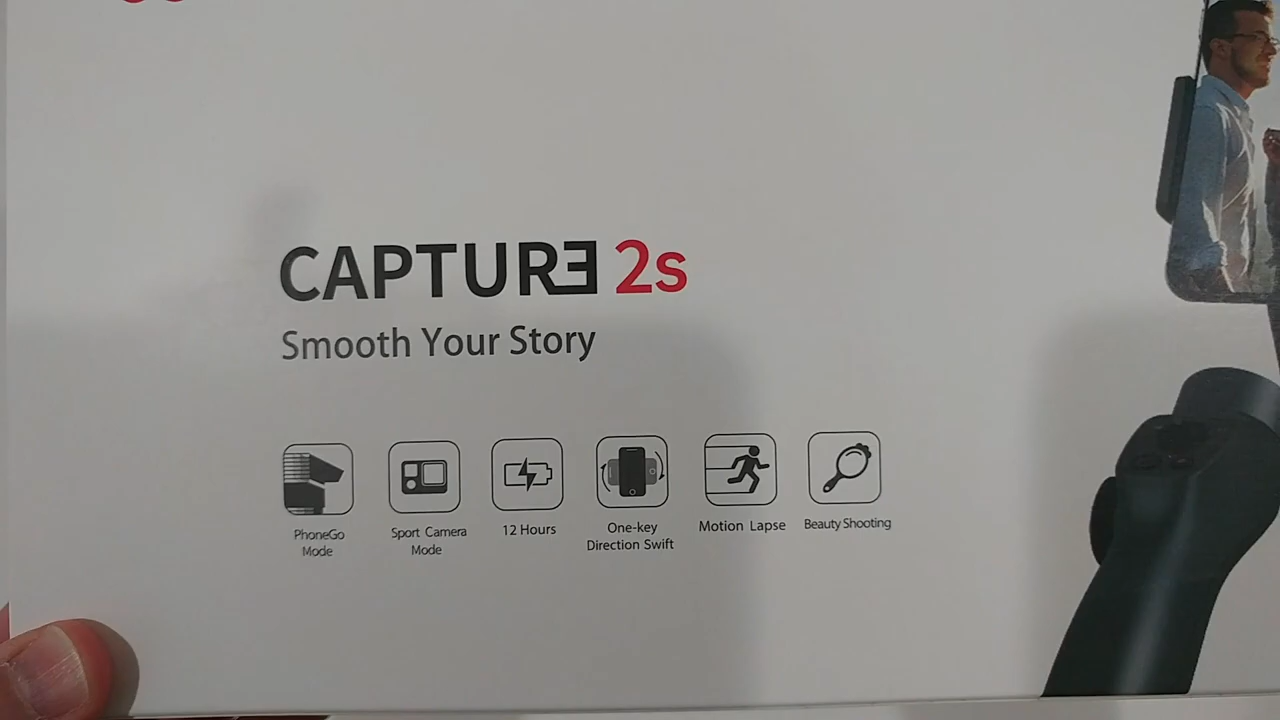 CAPTURE 2s
Smooth Your Story
PhoneGo
Mode
Sport Camera
Mode
12 Hours
One-key
Direction Swift
Motion Lapse
Beauty Shooting